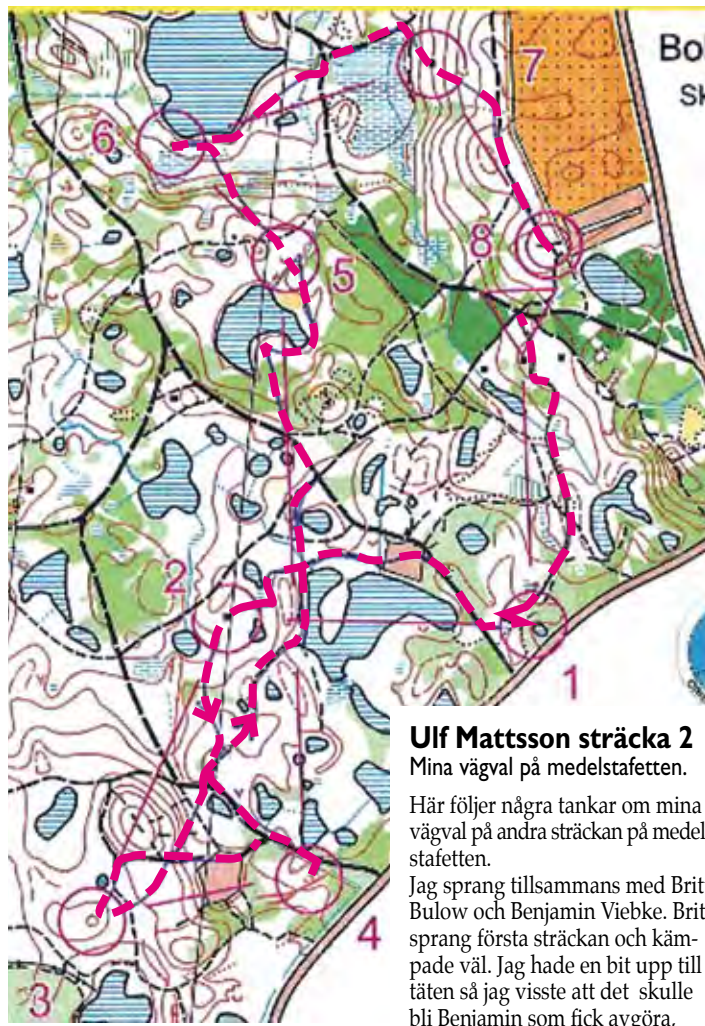 Bo
Sk
7
6
8
5
2
1
4
3
Ulf Mattsson sträcka 2
Mina vägval på medelstafetten.
Här följer några tankar om mina
vägval på andra sträckan på medel
stafetten.
Jag sprang tillsammans med Brit
Bulow och Benjamin Viebke. Brit
sprang första sträckan och käm-
pade väl. Jag hade en bit upp till
täten så jag visste att det skulle
bli Benjamin som fick avgöra.